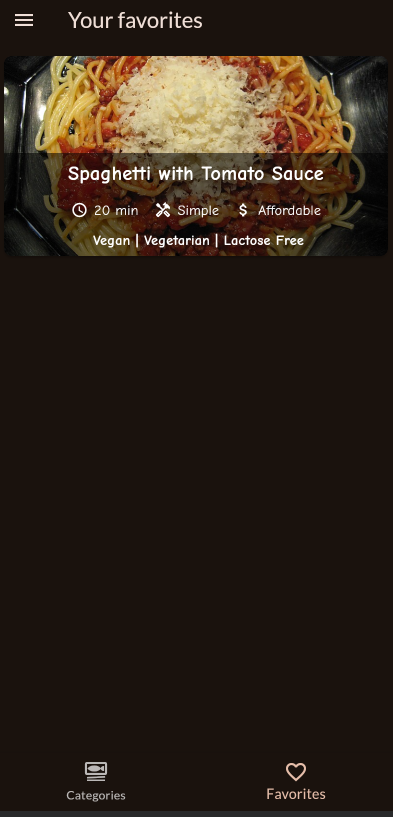 Your favorites
Spaghetti with Tomato Sauce
20 min Simple $ Affordable
Vegan | Vegetarian | Lactose Free
Categories Favorites